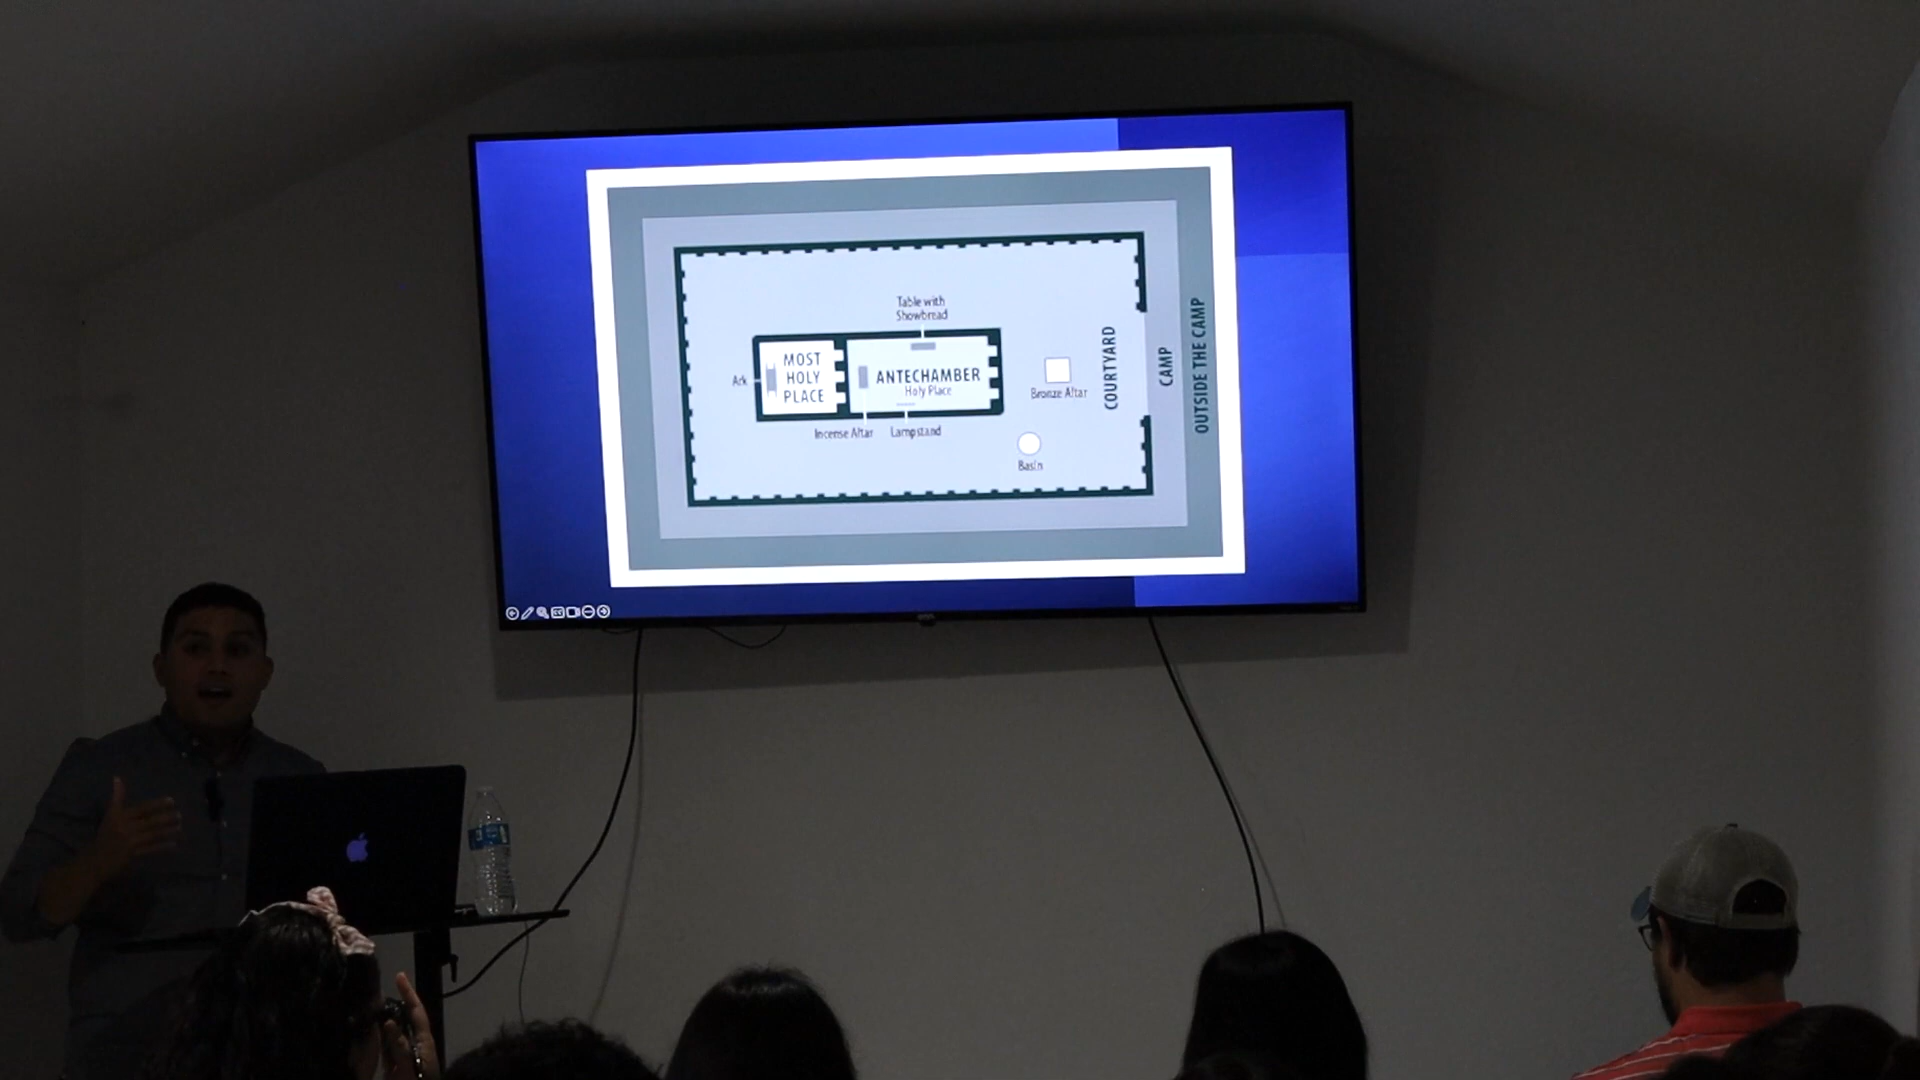 Table with
Showbread
MOST
HOLY
PLACE
Ark
ANTECHAMBER
Holy Place
Incense Altar
Lampstand
Bronze Altar
Basin
COURTYARD
CAMP
OUTSIDE THE CAMP